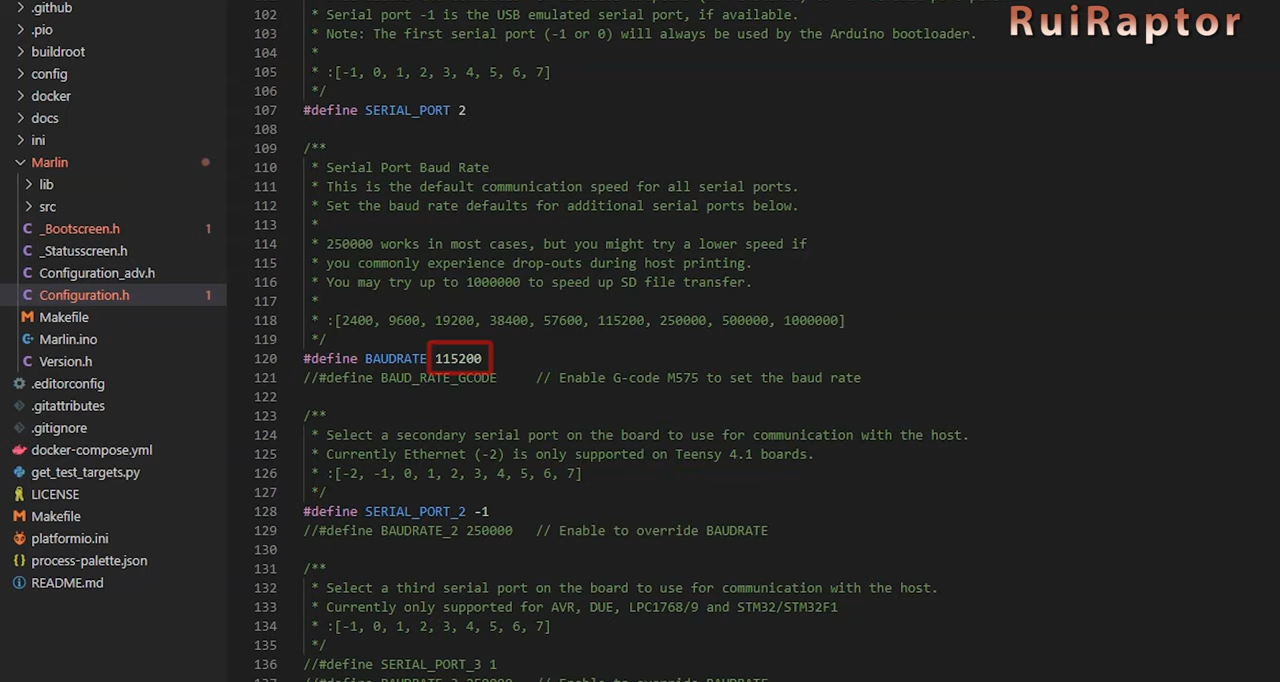 RuiRaptor
.github
.pio
buildroot
config
docker
docs
ini
Marlin
lib
src
_Bootscreen.h 1
_Statusscreen.h
Configuration_adv.h
Configuration.h 1
Makefile
Marlin.ino
Version.h
.editorconfig
.gitattributes
.gitignore
docker-compose.yml
get_test_targets.py
LICENSE
Makefile
platformio.ini
process-palette.json
README.md
102 * Serial port -1 is the USB emulated serial port, if available.
103 * Note: The first serial port (-1 or 0) will always be used by the Arduino bootloader.
104 *
105 * :[-1, 0, 1, 2, 3, 4, 5, 6, 7]
106 */
107 #define SERIAL_PORT 2
108
109 /**
110 * Serial Port Baud Rate
111 * This is the default communication speed for all serial ports.
112 * Set the baud rate defaults for additional serial ports below.
113 *
114 * 250000 works in most cases, but you might try a lower speed if
115 * you commonly experience drop-outs during host printing.
116 * You may try up to 1000000 to speed up SD file transfer.
117 *
118 * :[2400, 9600, 19200, 38400, 57600, 115200, 250000, 500000, 1000000]
119 */
120 #define BAUDRATE 115200
121 //#define BAUD_RATE_GCODE // Enable G-code M575 to set the baud rate
122
123 /**
124 * Select a secondary serial port on the board to use for communication with the host.
125 * Currently Ethernet (-2) is only supported on Teensy 4.1 boards.
126 * :[-2, -1, 0, 1, 2, 3, 4, 5, 6, 7]
127 */
128 #define SERIAL_PORT_2 -1
129 //#define BAUDRATE_2 250000 // Enable to override BAUDRATE
130
131 /**
132 * Select a third serial port on the board to use for communication with the host.
133 * Currently only supported for AVR, DUE, LPC1768/9 and STM32/STM32F1
134 * :[-1, 0, 1, 2, 3, 4, 5, 6, 7]
135 */
136 //#define SERIAL_PORT_3 1